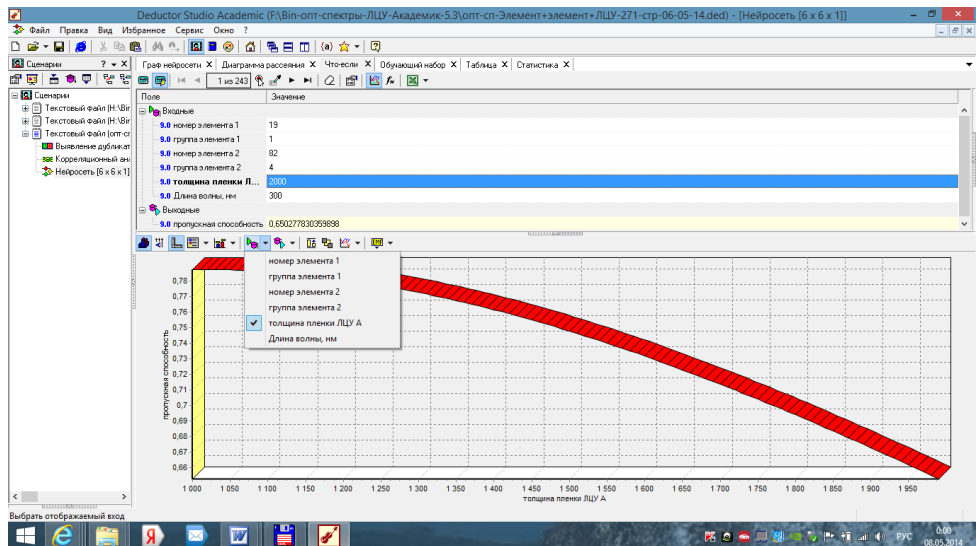 Deductor Studio Academic (F:\Bin-опт-спектры-ЛЦУ-Академик-5.3\опт-сп-Элемент+элемент+ЛЦУ-271-стр-06-05-14.ded) - [Нейросеть [6 x 6 x 1]]
Файл Правка Вид Избранное Сервис Окно ?
Сценарии ?
Граф нейросети X Диаграмма рассеяния X Что-если X Обучающий набор X Таблица X Статистика X
1 из 243
Сценарии
Текстовый файл (H:\Bir
Текстовый файл (H:\Bir
Текстовый файл (опт-сп
Выявление дубликат
Корреляционный ана
Нейросеть [6 x 6 x 1]
Поле Значение
Входные
9.0 номер элемента 1 19
9.0 группа элемента 1 1
9.0 номер элемента 2 82
9.0 группа элемента 2 4
9.0 толщина пленки Л... 2000
9.0 Длина волны, нм 300
Выходные
9.0 пропускная способность 0,650277830359898
номер элемента 1
группа элемента 1
номер элемента 2
группа элемента 2
толщина пленки ЛЦУ А
Длина волны, нм
пропускная способность
0,78
0,77
0,76
0,75
0,74
0,73
0,72
0,71
0,7
0,69
0,68
0,67
0,66
1 000 1 050 1 100 1 150 1 200 1 250 1 300 1 350 1 400 1 450 1 500 1 550 1 600 1 650 1 700 1 750 1 800 1 850 1 900 1 950
толщина пленки ЛЦУ А
Выбрать отображаемый вход
РУС
0:00
08.05.2014